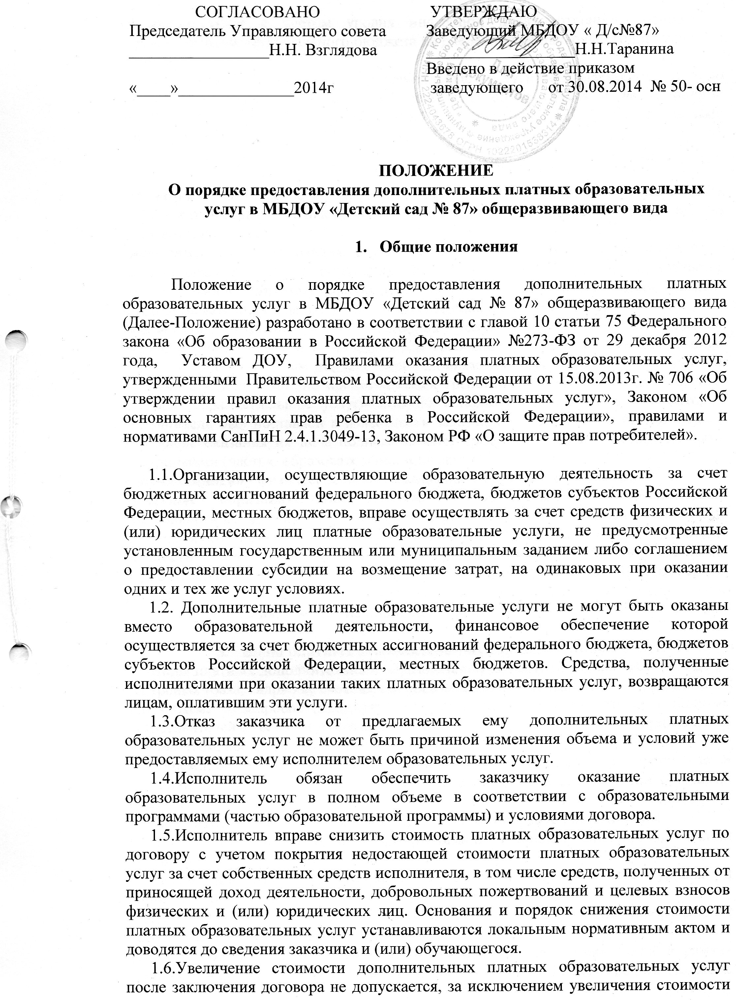 СОГЛАСОВАНО
Председатель Управляющего совета
_________________Н.Н. Взглядова
«____»______________2014г
УТВЕРЖДАЮ
Заведующий МБДОУ « Д/с№87»
__________________Н.Н.Таранина
Введено в действие приказом
заведующего от 30.08.2014 № 50- осн
ПОЛОЖЕНИЕ
О порядке предоставления дополнительных платных образовательных
услуг в МБДОУ «Детский сад № 87» общеразвивающего вида
1. Общие положения
Положение о порядке предоставления дополнительных платных
образовательных услуг в МБДОУ «Детский сад № 87» общеразвивающего вида
(Далее-Положение) разработано в соответствии с главой 10 статьи 75 Федерального
закона «Об образовании в Российской Федерации» №273-ФЗ от 29 декабря 2012
года, Уставом ДОУ, Правилами оказания платных образовательных услуг,
утвержденными Правительством Российской Федерации от 15.08.2013г. № 706 «Об
утверждении правил оказания платных образовательных услуг», Законом «Об
основных гарантиях прав ребенка в Российской Федерации», правилами и
нормативами СанПиН 2.4.1.3049-13, Законом РФ «О защите прав потребителей».
1.1.Организации, осуществляющие образовательную деятельность за счет
бюджетных ассигнований федерального бюджета, бюджетов субъектов Российской
Федерации, местных бюджетов, вправе осуществлять за счет средств физических и
(или) юридических лиц платные образовательные услуги, не предусмотренные
установленным государственным или муниципальным заданием либо соглашением
о предоставлении субсидии на возмещение затрат, на одинаковых при оказании
одних и тех же услуг условиях.
1.2. Дополнительные платные образовательные услуги не могут быть оказаны
вместо образовательной деятельности, финансовое обеспечение которой
осуществляется за счет бюджетных ассигнований федерального бюджета, бюджетов
субъектов Российской Федерации, местных бюджетов. Средства, полученные
исполнителями при оказании таких платных образовательных услуг, возвращаются
лицам, оплатившим эти услуги.
1.3.Отказ заказчика от предлагаемых ему дополнительных платных
образовательных услуг не может быть причиной изменения объема и условий уже
предоставляемых ему исполнителем образовательных услуг.
1.4.Исполнитель обязан обеспечить заказчику оказание платных
образовательных услуг в полном объеме в соответствии с образовательными
программами (частью образовательной программы) и условиями договора.
1.5.Исполнитель вправе снизить стоимость платных образовательных услуг по
договору с учетом покрытия недостающей стоимости платных образовательных
услуг за счет собственных средств исполнителя, в том числе средств, полученных от
приносящей доход деятельности, добровольных пожертвований и целевых взносов
физических и (или) юридических лиц. Основания и порядок снижения стоимости
платных образовательных услуг устанавливаются локальным нормативным актом и
доводятся до сведения заказчика и (или) обучающегося.
1.6.Увеличение стоимости дополнительных платных образовательных услуг
после заключения договора не допускается, за исключением увеличения стоимости